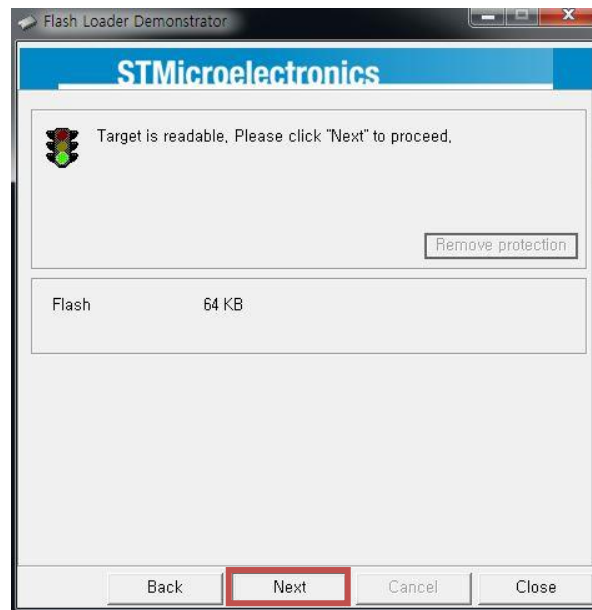 Flash Loader Demonstrator
STMicroelectronics
Target is readable, Please click "Next" to proceed,
Remove protection
Flash 64 KB
Back Next Cancel Close